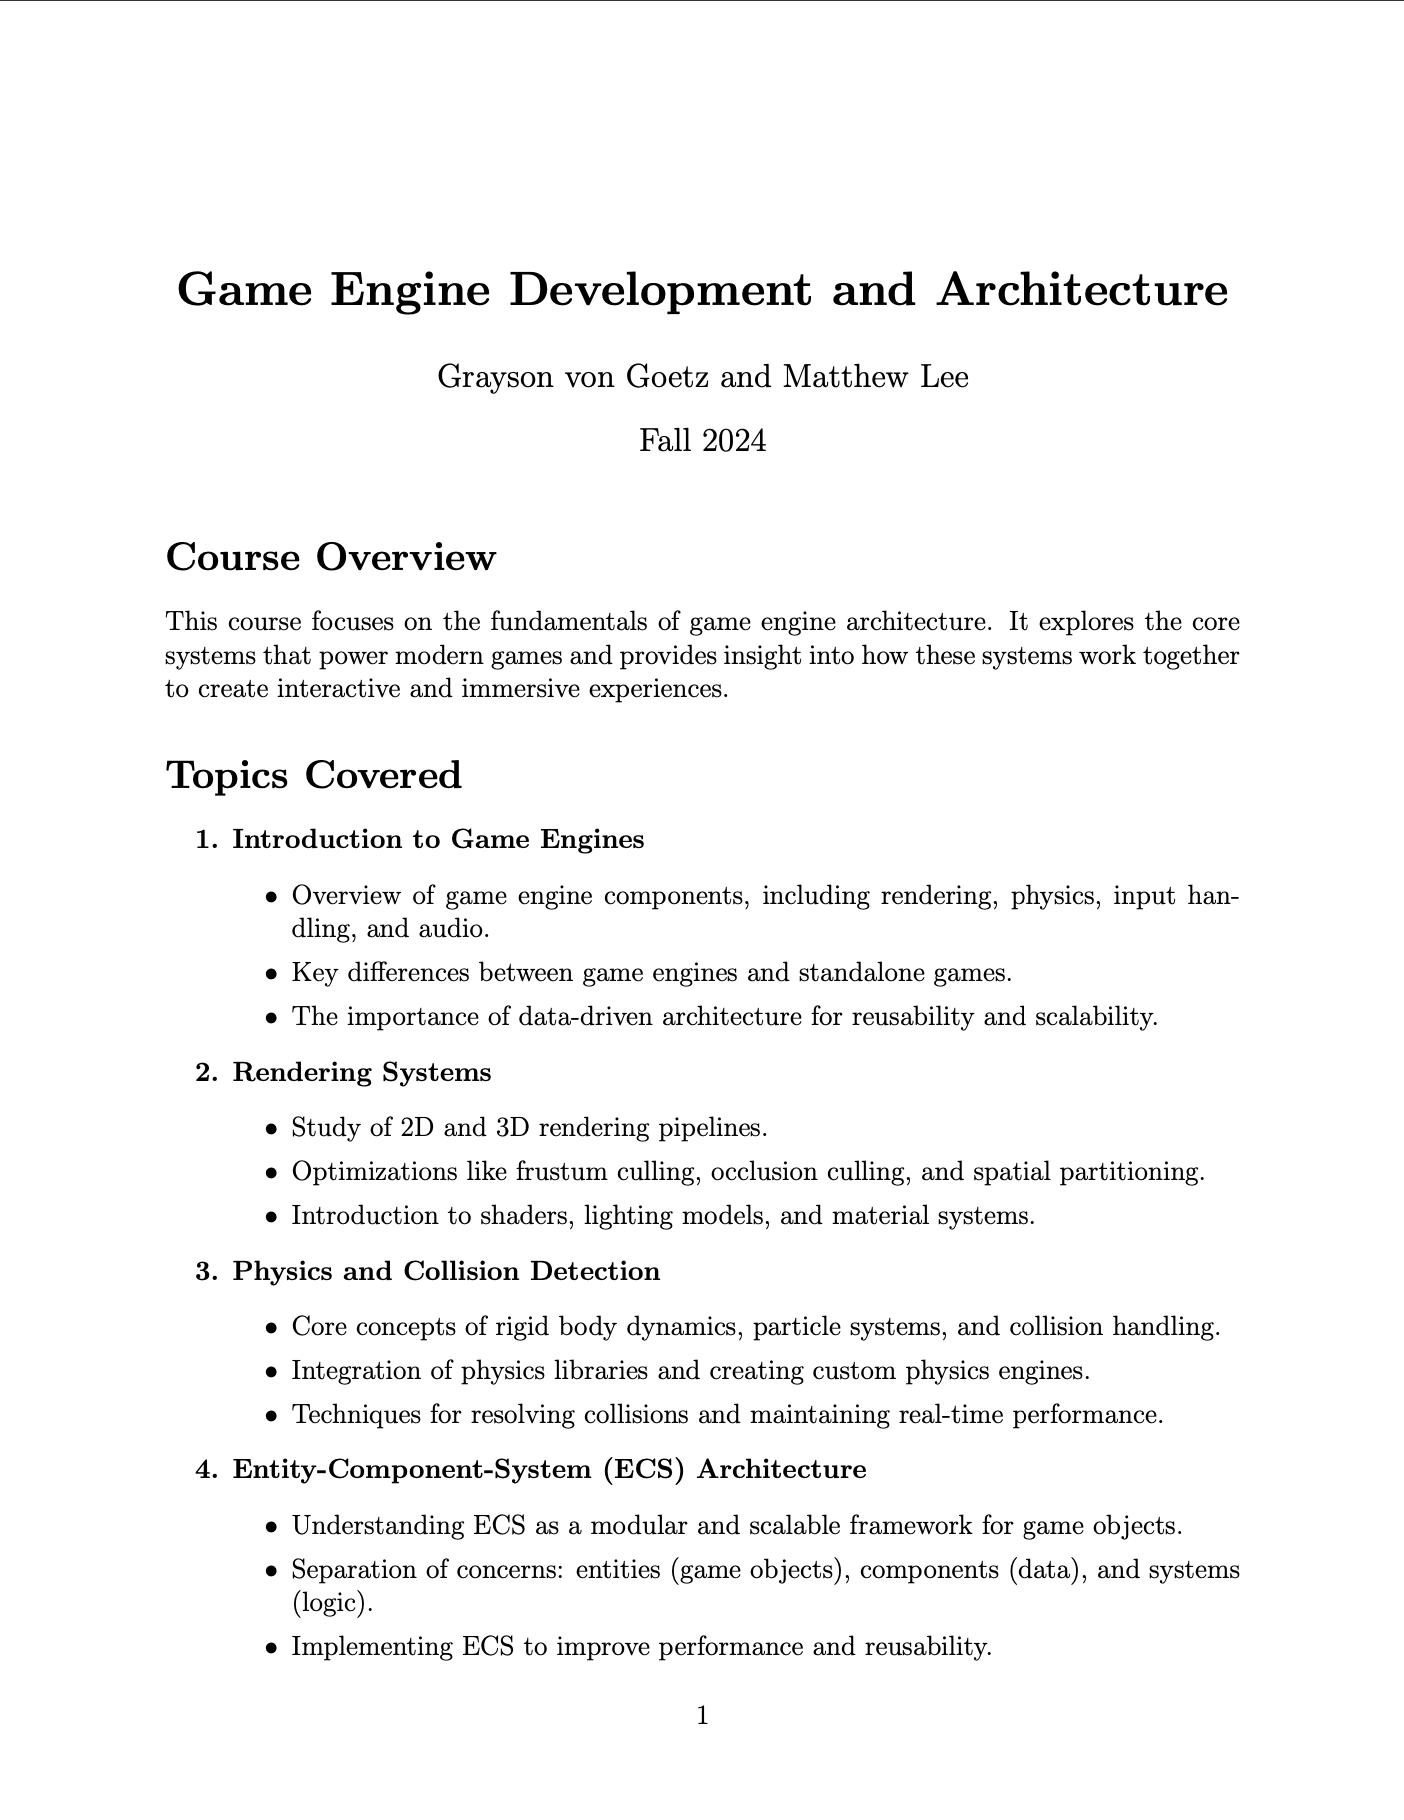 Game Engine Development and Architecture
Grayson von Goetz and Matthew Lee
Fall 2024
Course Overview
This course focuses on the fundamentals of game engine architecture. It explores the core
systems that power modern games and provides insight into how these systems work together
to create interactive and immersive experiences.
Topics Covered
1. Introduction to Game Engines
• Overview of game engine components, including rendering, physics, input han-
dling, and audio.
• Key differences between game engines and standalone games.
• The importance of data-driven architecture for reusability and scalability.
2. Rendering Systems
• Study of 2D and 3D rendering pipelines.
• Optimizations like frustum culling, occlusion culling, and spatial partitioning.
• Introduction to shaders, lighting models, and material systems.
3. Physics and Collision Detection
• Core concepts of rigid body dynamics, particle systems, and collision handling.
• Integration of physics libraries and creating custom physics engines.
• Techniques for resolving collisions and maintaining real-time performance.
4. Entity-Component-System (ECS) Architecture
• Understanding ECS as a modular and scalable framework for game objects.
• Separation of concerns: entities (game objects), components (data), and systems
(logic).
• Implementing ECS to improve performance and reusability.
1